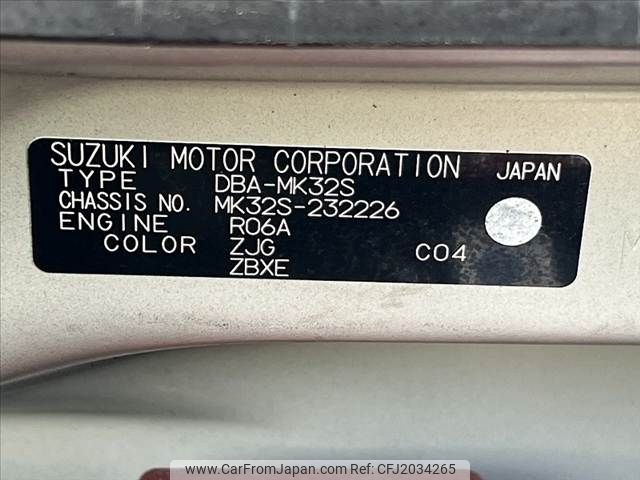 SUZUKI MOTOR CORPORATION JAPAN
TYPE DBA-MK32S
CHASSIS NO. MK32S-232226
ENGINE R06A
COLOR ZJG C04
ZBXE
www.CarFromJapan.com - CFJ2034265